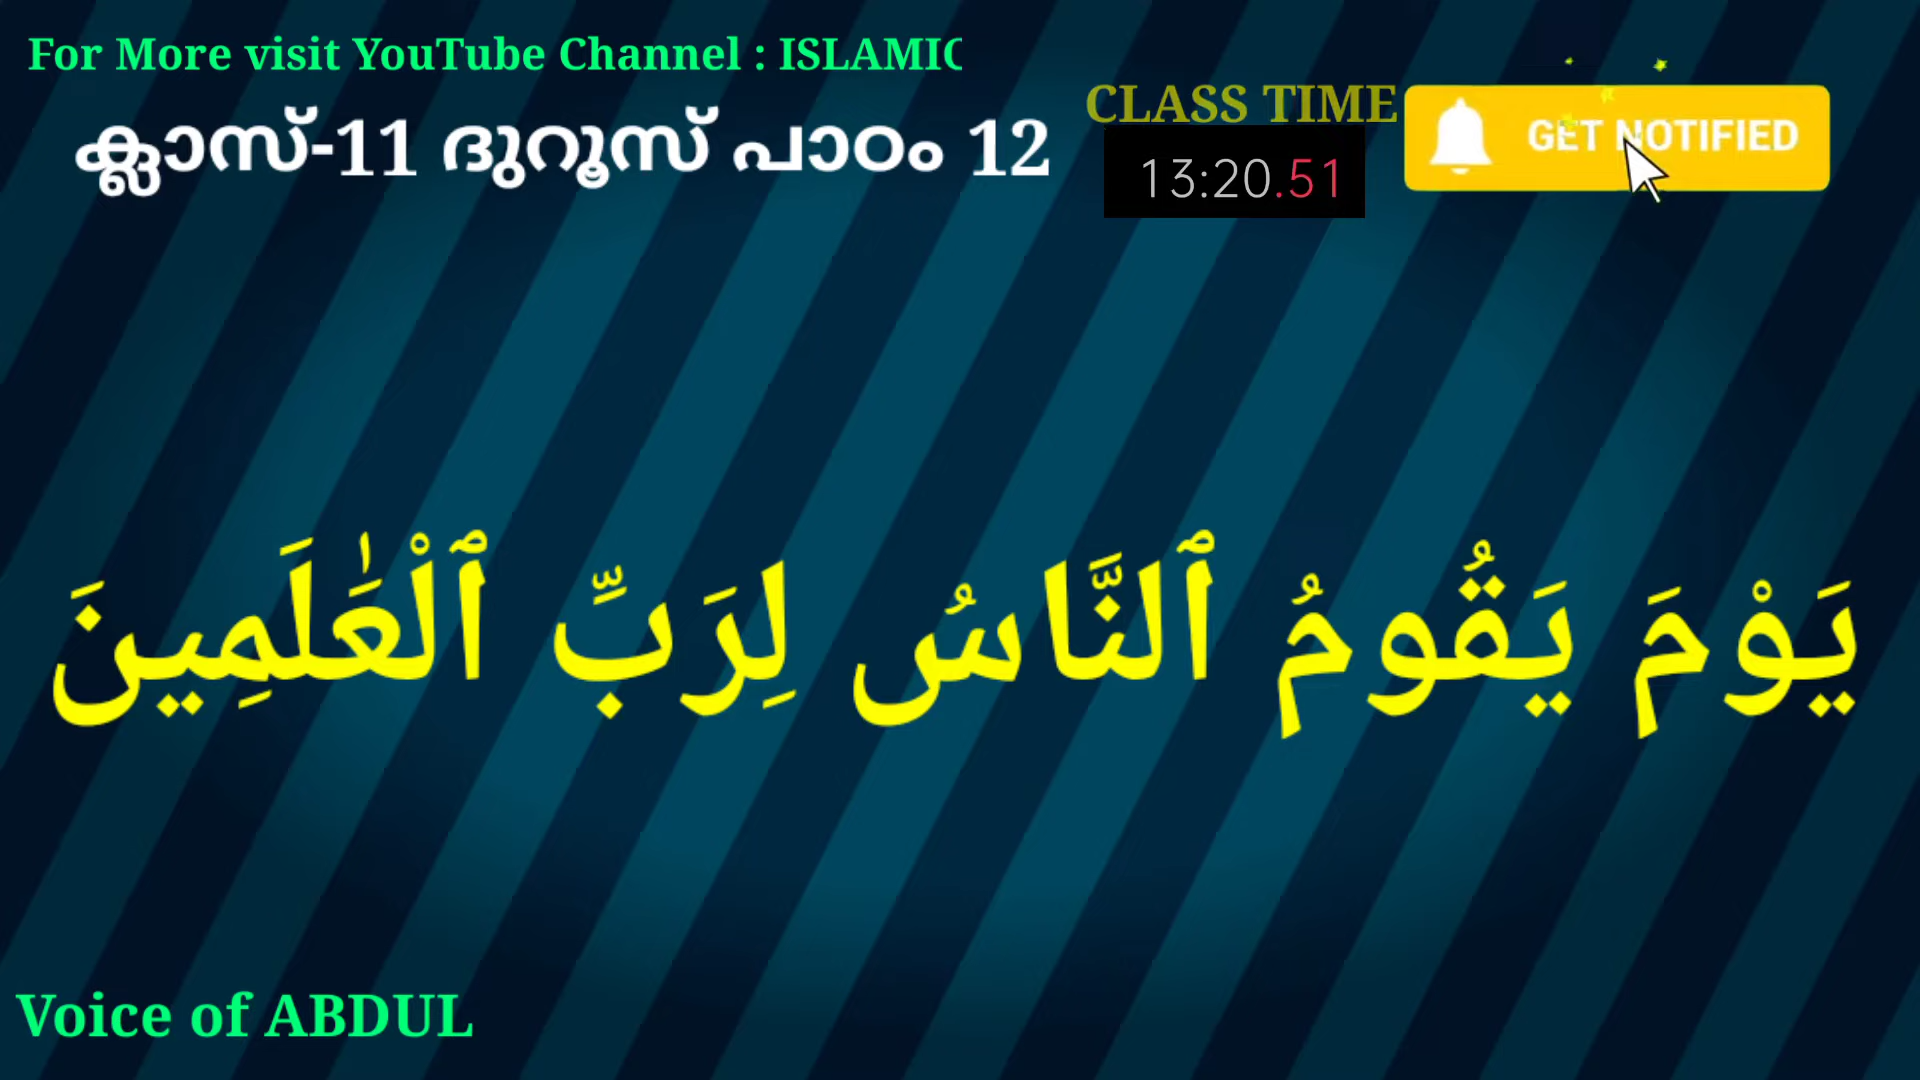 For More visit YouTube Channel : ISLAMIC
ക്ലാസ്-11 ദുറൂസ് പാഠം 12
CLASS TIME
13:20.51
GET NOTIFIED
يَوْمَ يَقُومُ ٱلنَّاسُ لِرَبِّ ٱلْعَٰلَمِينَ
Voice of ABDUL